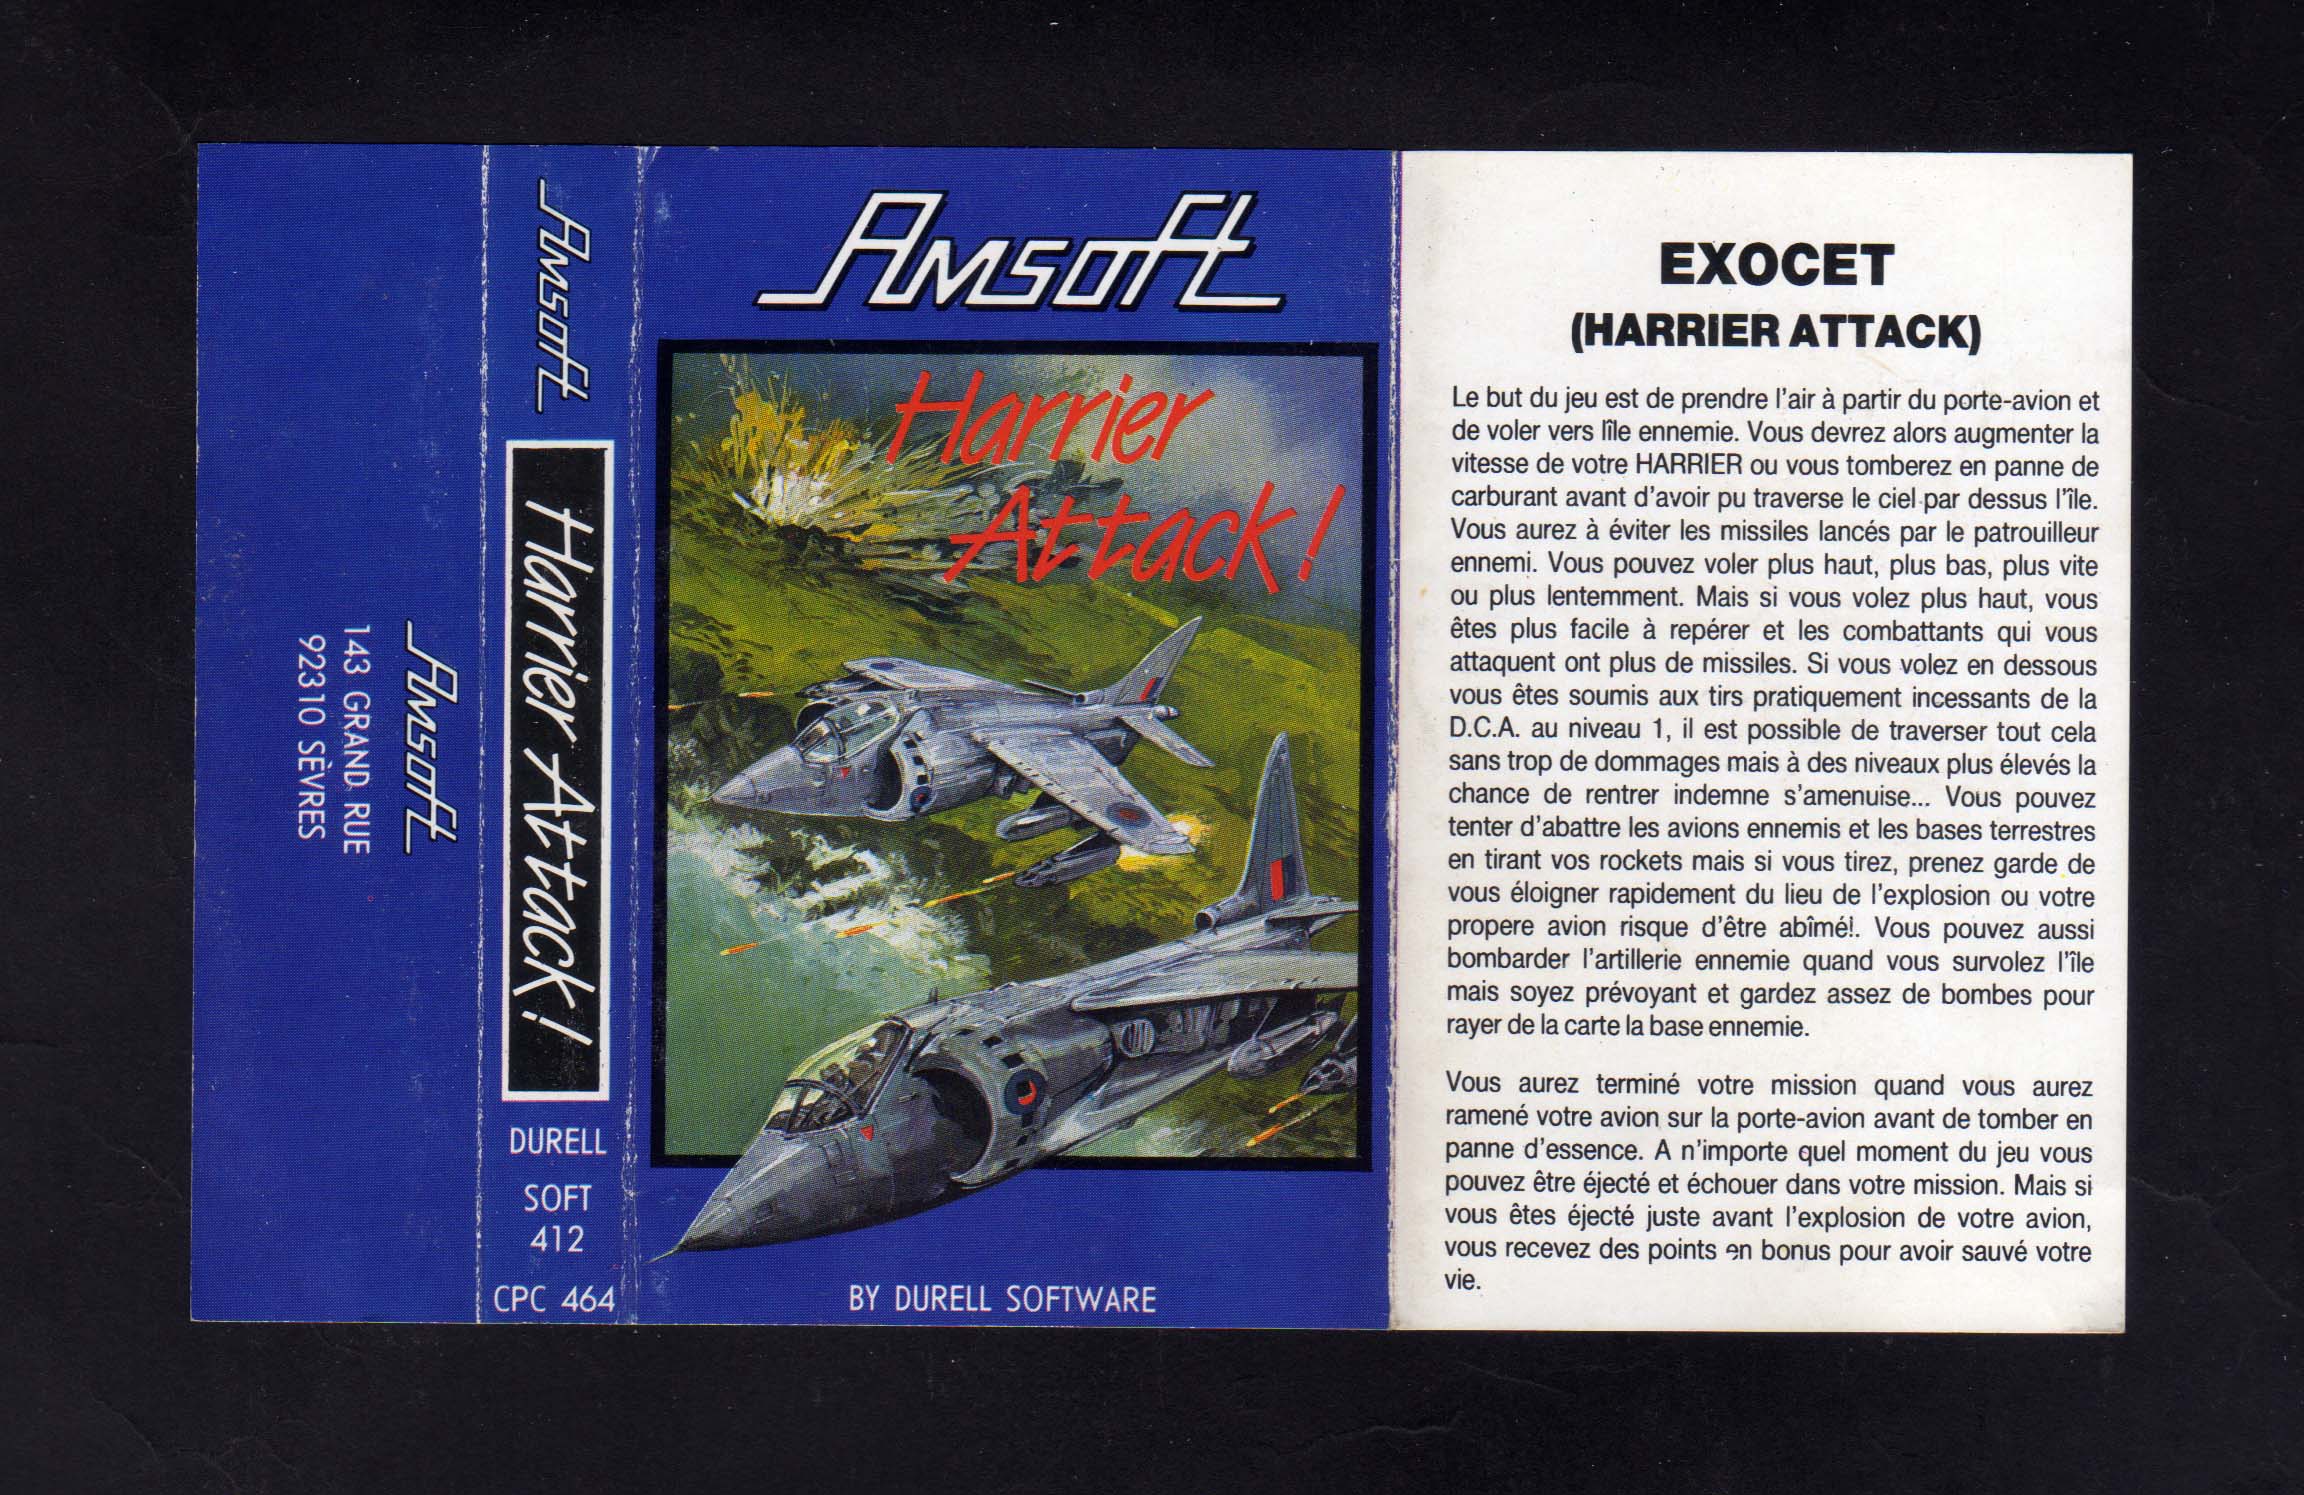 Amsoft
143 GRAND RUE
92310 SÈVRES
Amsoft
Harrier Attack!
DURELL
SOFT
412
CPC 464
Amsoft
Harrier
Attack!
BY DURELL SOFTWARE
EXOCET
(HARRIER ATTACK)
Le but du jeu est de prendre l'air à partir du porte-avion et
de voler vers lîle ennemie. Vous devrez alors augmenter la
vitesse de votre HARRIER ou vous tomberez en panne de
carburant avant d'avoir pu traverse le ciel par dessus l'île.
Vous aurez à éviter les missiles lancés par le patrouilleur
ennemi. Vous pouvez voler plus haut, plus bas, plus vite
ou plus lentemment. Mais si vous volez plus haut, vous
êtes plus facile à repérer et les combattants qui vous
attaquent ont plus de missiles. Si vous volez en dessous
vous êtes soumis aux tirs pratiquement incessants de la
D.C.A. au niveau 1, il est possible de traverser tout cela
sans trop de dommages mais à des niveaux plus élevés la
chance de rentrer indemne s'amenuise... Vous pouvez
tenter d'abattre les avions ennemis et les bases terrestres
en tirant vos rockets mais si vous tirez, prenez garde de
vous éloigner rapidement du lieu de l'explosion ou votre
propere avion risque d'être abîmé!. Vous pouvez aussi
bombarder l'artillerie ennemie quand vous survolez l'île
mais soyez prévoyant et gardez assez de bombes pour
rayer de la carte la base ennemie.
Vous aurez terminé votre mission quand vous aurez
ramené votre avion sur la porte-avion avant de tomber en
panne d'essence. A n'importe quel moment du jeu vous
pouvez être éjecté et échouer dans votre mission. Mais si
vous êtes éjecté juste avant l'explosion de votre avion,
vous recevez des points en bonus pour avoir sauvé votre
vie.